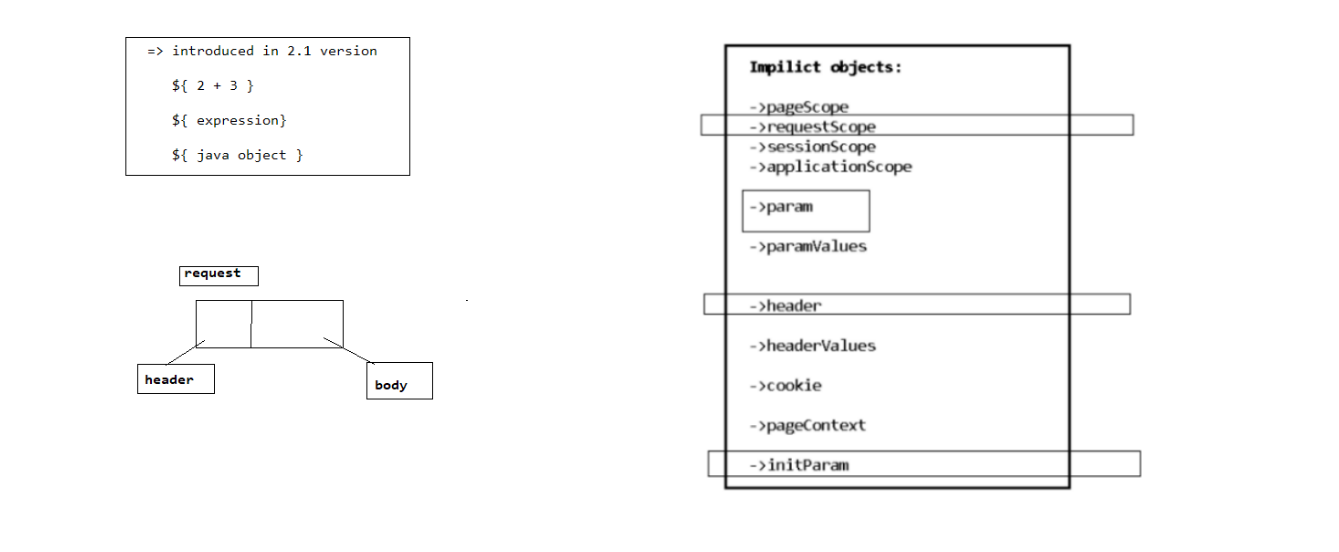 => introduced in 2.1 version
${ 2 + 3 }
${ expression}
${ java object }
request
header
body
Impilict objects:
->pageScope
->requestScope
->sessionScope
->applicationScope
->param
->paramValues
->header
->headerValues
->cookie
->pageContext
->initParam